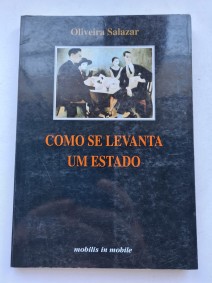 Oliveira Salazar
COMO SE LEVANTA
UM ESTADO
mobilis in mobile